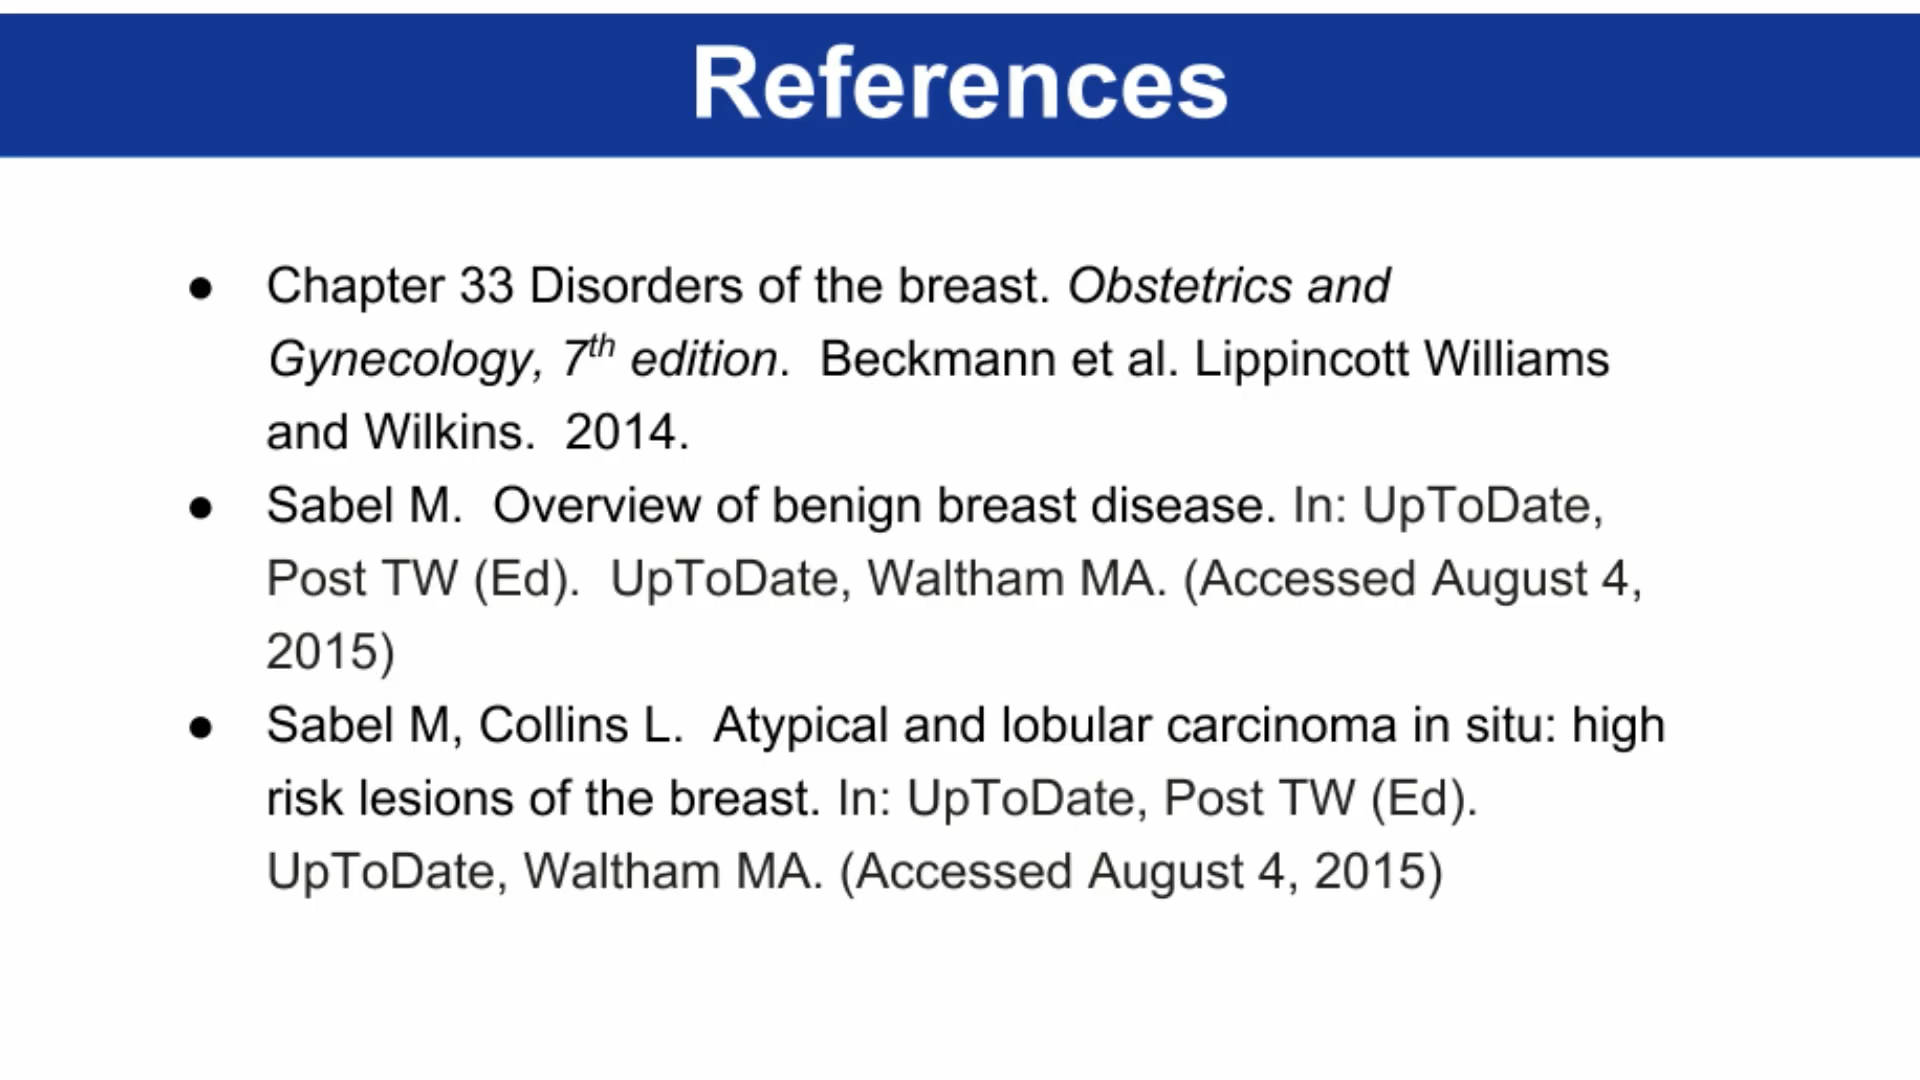 References
● Chapter 33 Disorders of the breast. Obstetrics and
Gynecology, 7th edition.  Beckmann et al. Lippincott Williams
and Wilkins.  2014.
● Sabel M.  Overview of benign breast disease. In: UpToDate,
Post TW (Ed).  UpToDate, Waltham MA. (Accessed August 4,
2015)
● Sabel M, Collins L.  Atypical and lobular carcinoma in situ: high
risk lesions of the breast. In: UpToDate, Post TW (Ed).
UpToDate, Waltham MA. (Accessed August 4, 2015)